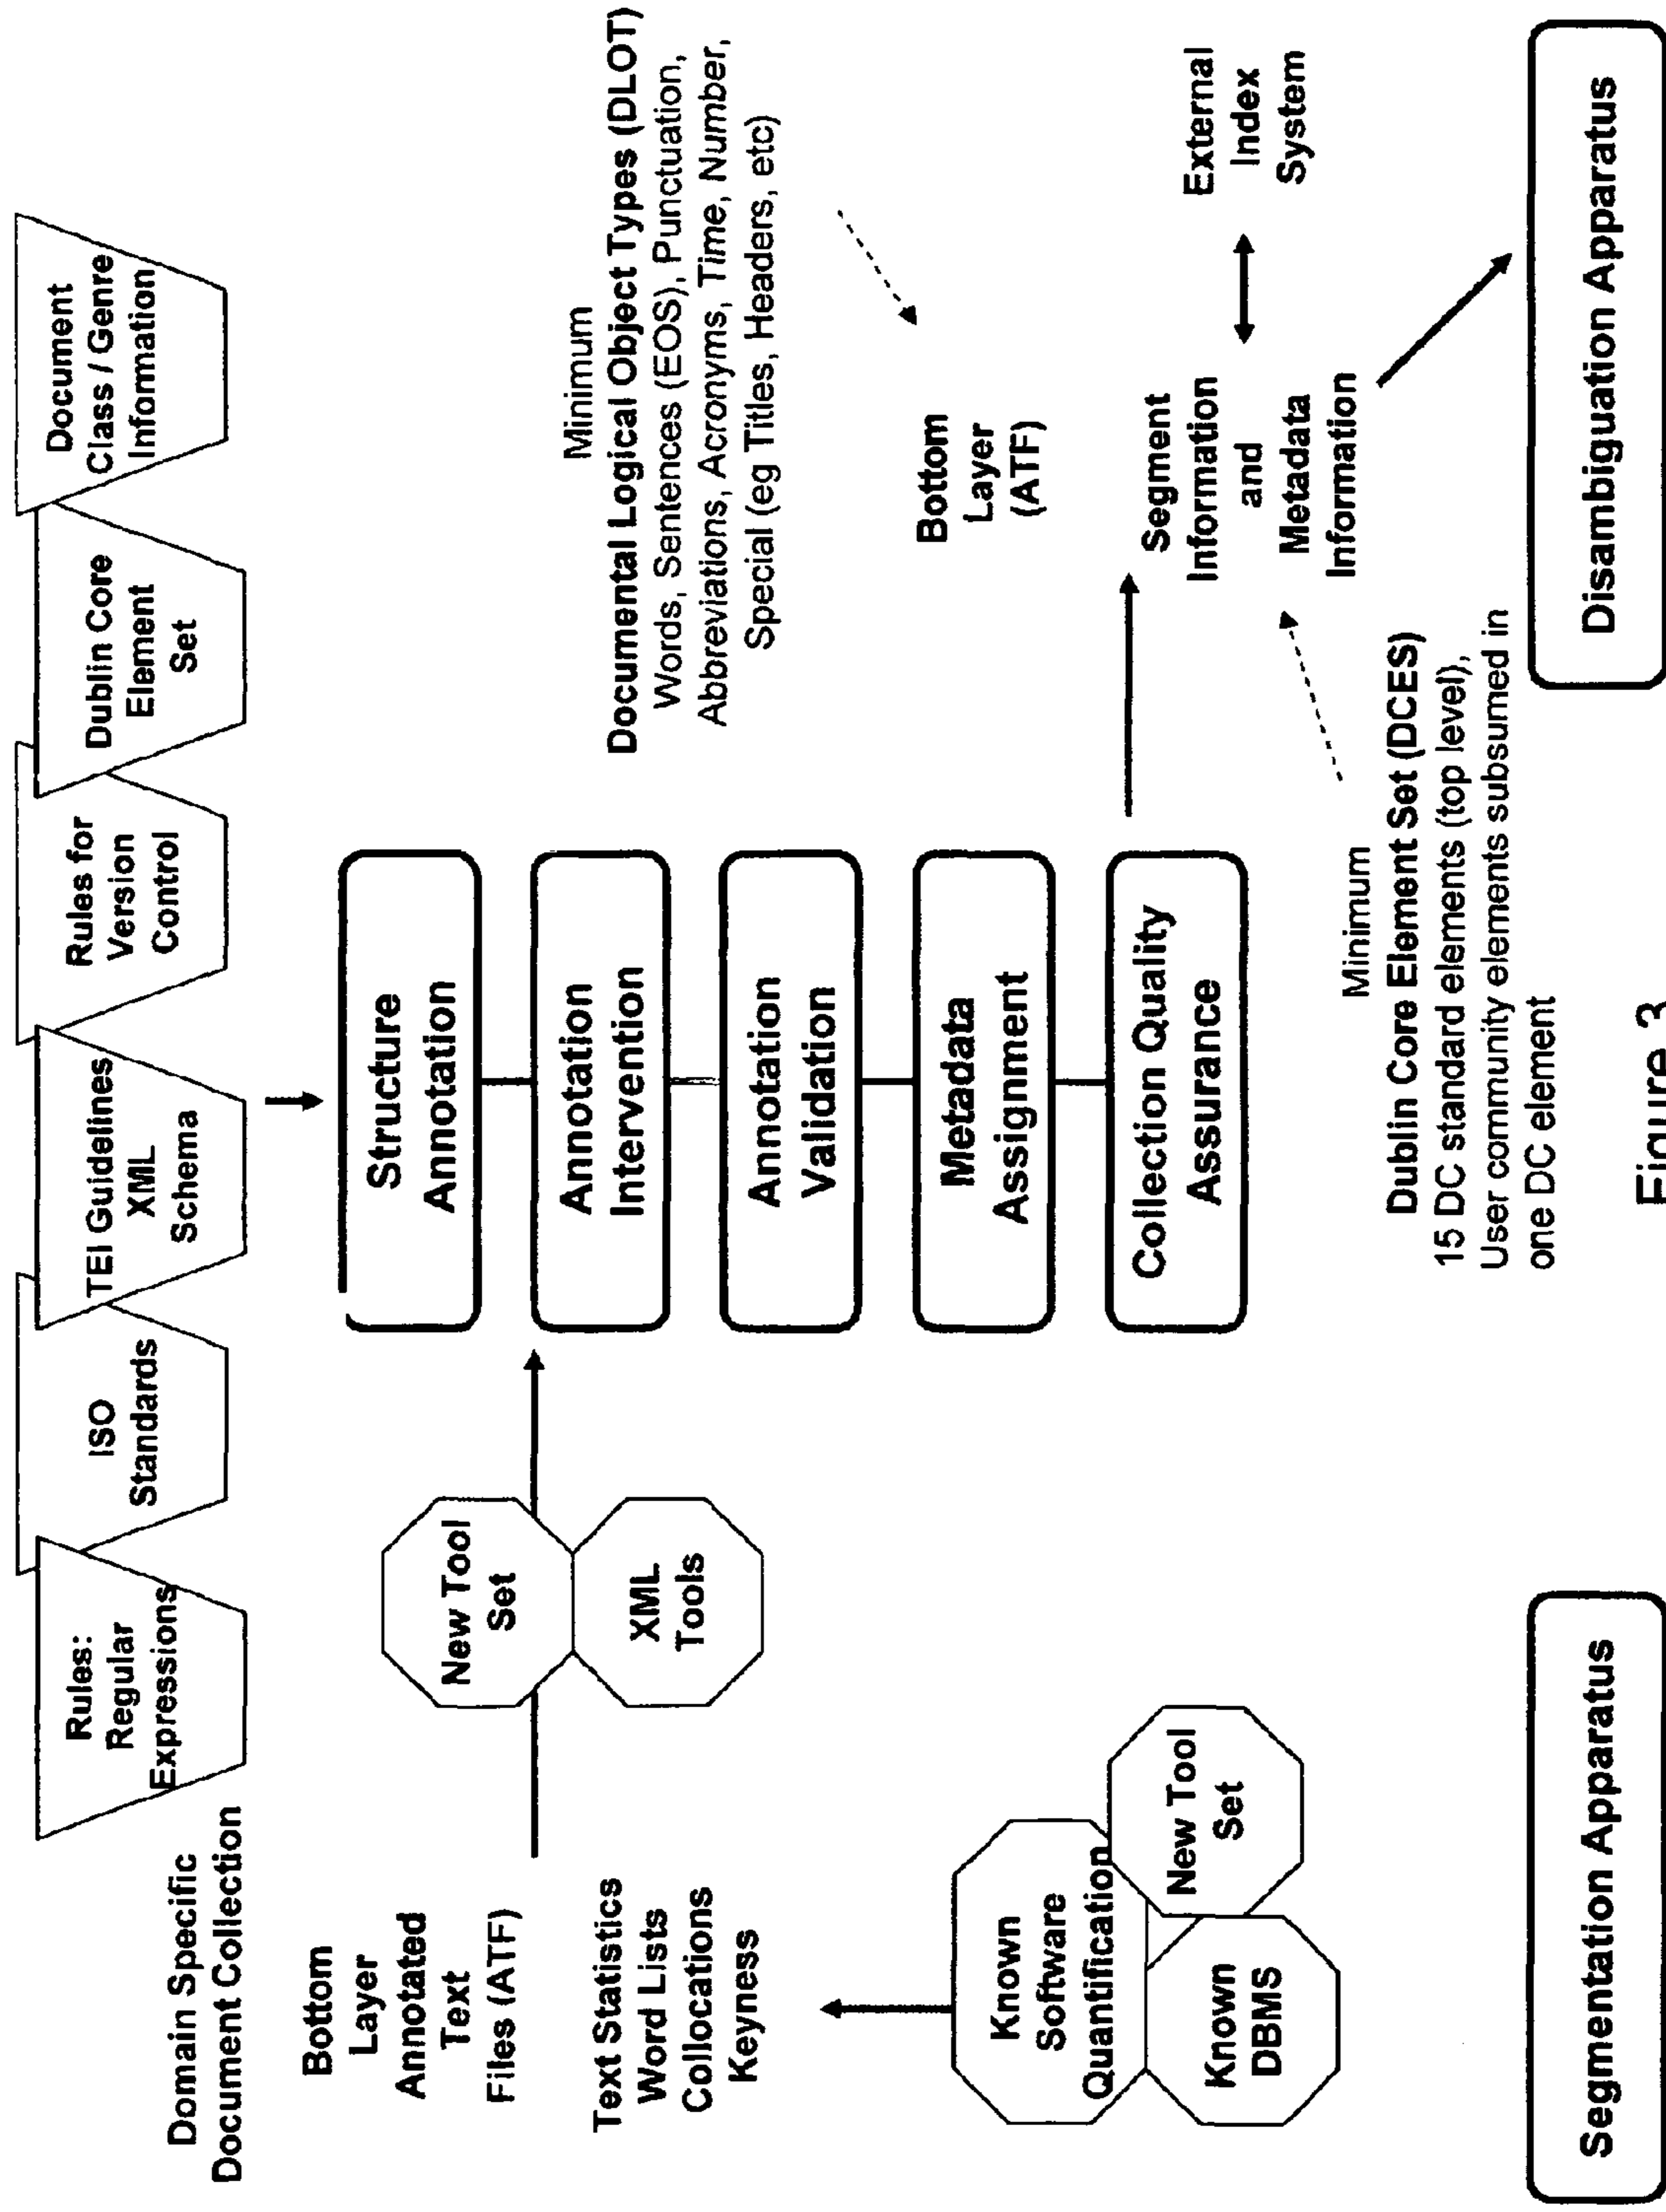 Rules:
Regular
Expressions
ISO
Standards
TEI Guidelines
XML
Schema
Rules for
Version
Control
Dublin Core
Element
Set
Document
Class / Genre
Information
Domain Specific
Document Collection
Bottom
Layer
Annotated
Text
Files (ATF)
Text Statistics
Word Lists
Collocations
Keyness
New Tool
Set
XML
Tools
Known
Software
Quantification
Known
DBMS
New Tool
Set
Structure
Annotation
Annotation
Intervention
Annotation
Validation
Metadata
Assignment
Collection Quality
Assurance
Minimum
Documental Logical Object Types (DLOT)
Words, Sentences (EOS), Punctuation,
Abbreviations, Acronyms, Time, Number,
Special (eg Titles, Headers, etc)
Bottom
Layer
(ATF)
Segment
Information
and
Metadata
Information
External
Index
System
Minimum
Dublin Core Element Set (DCES)
15 DC standard elements (top level),
User community elements subsumed in
one DC element
Segmentation Apparatus
Disambiguation Apparatus
Figure 3